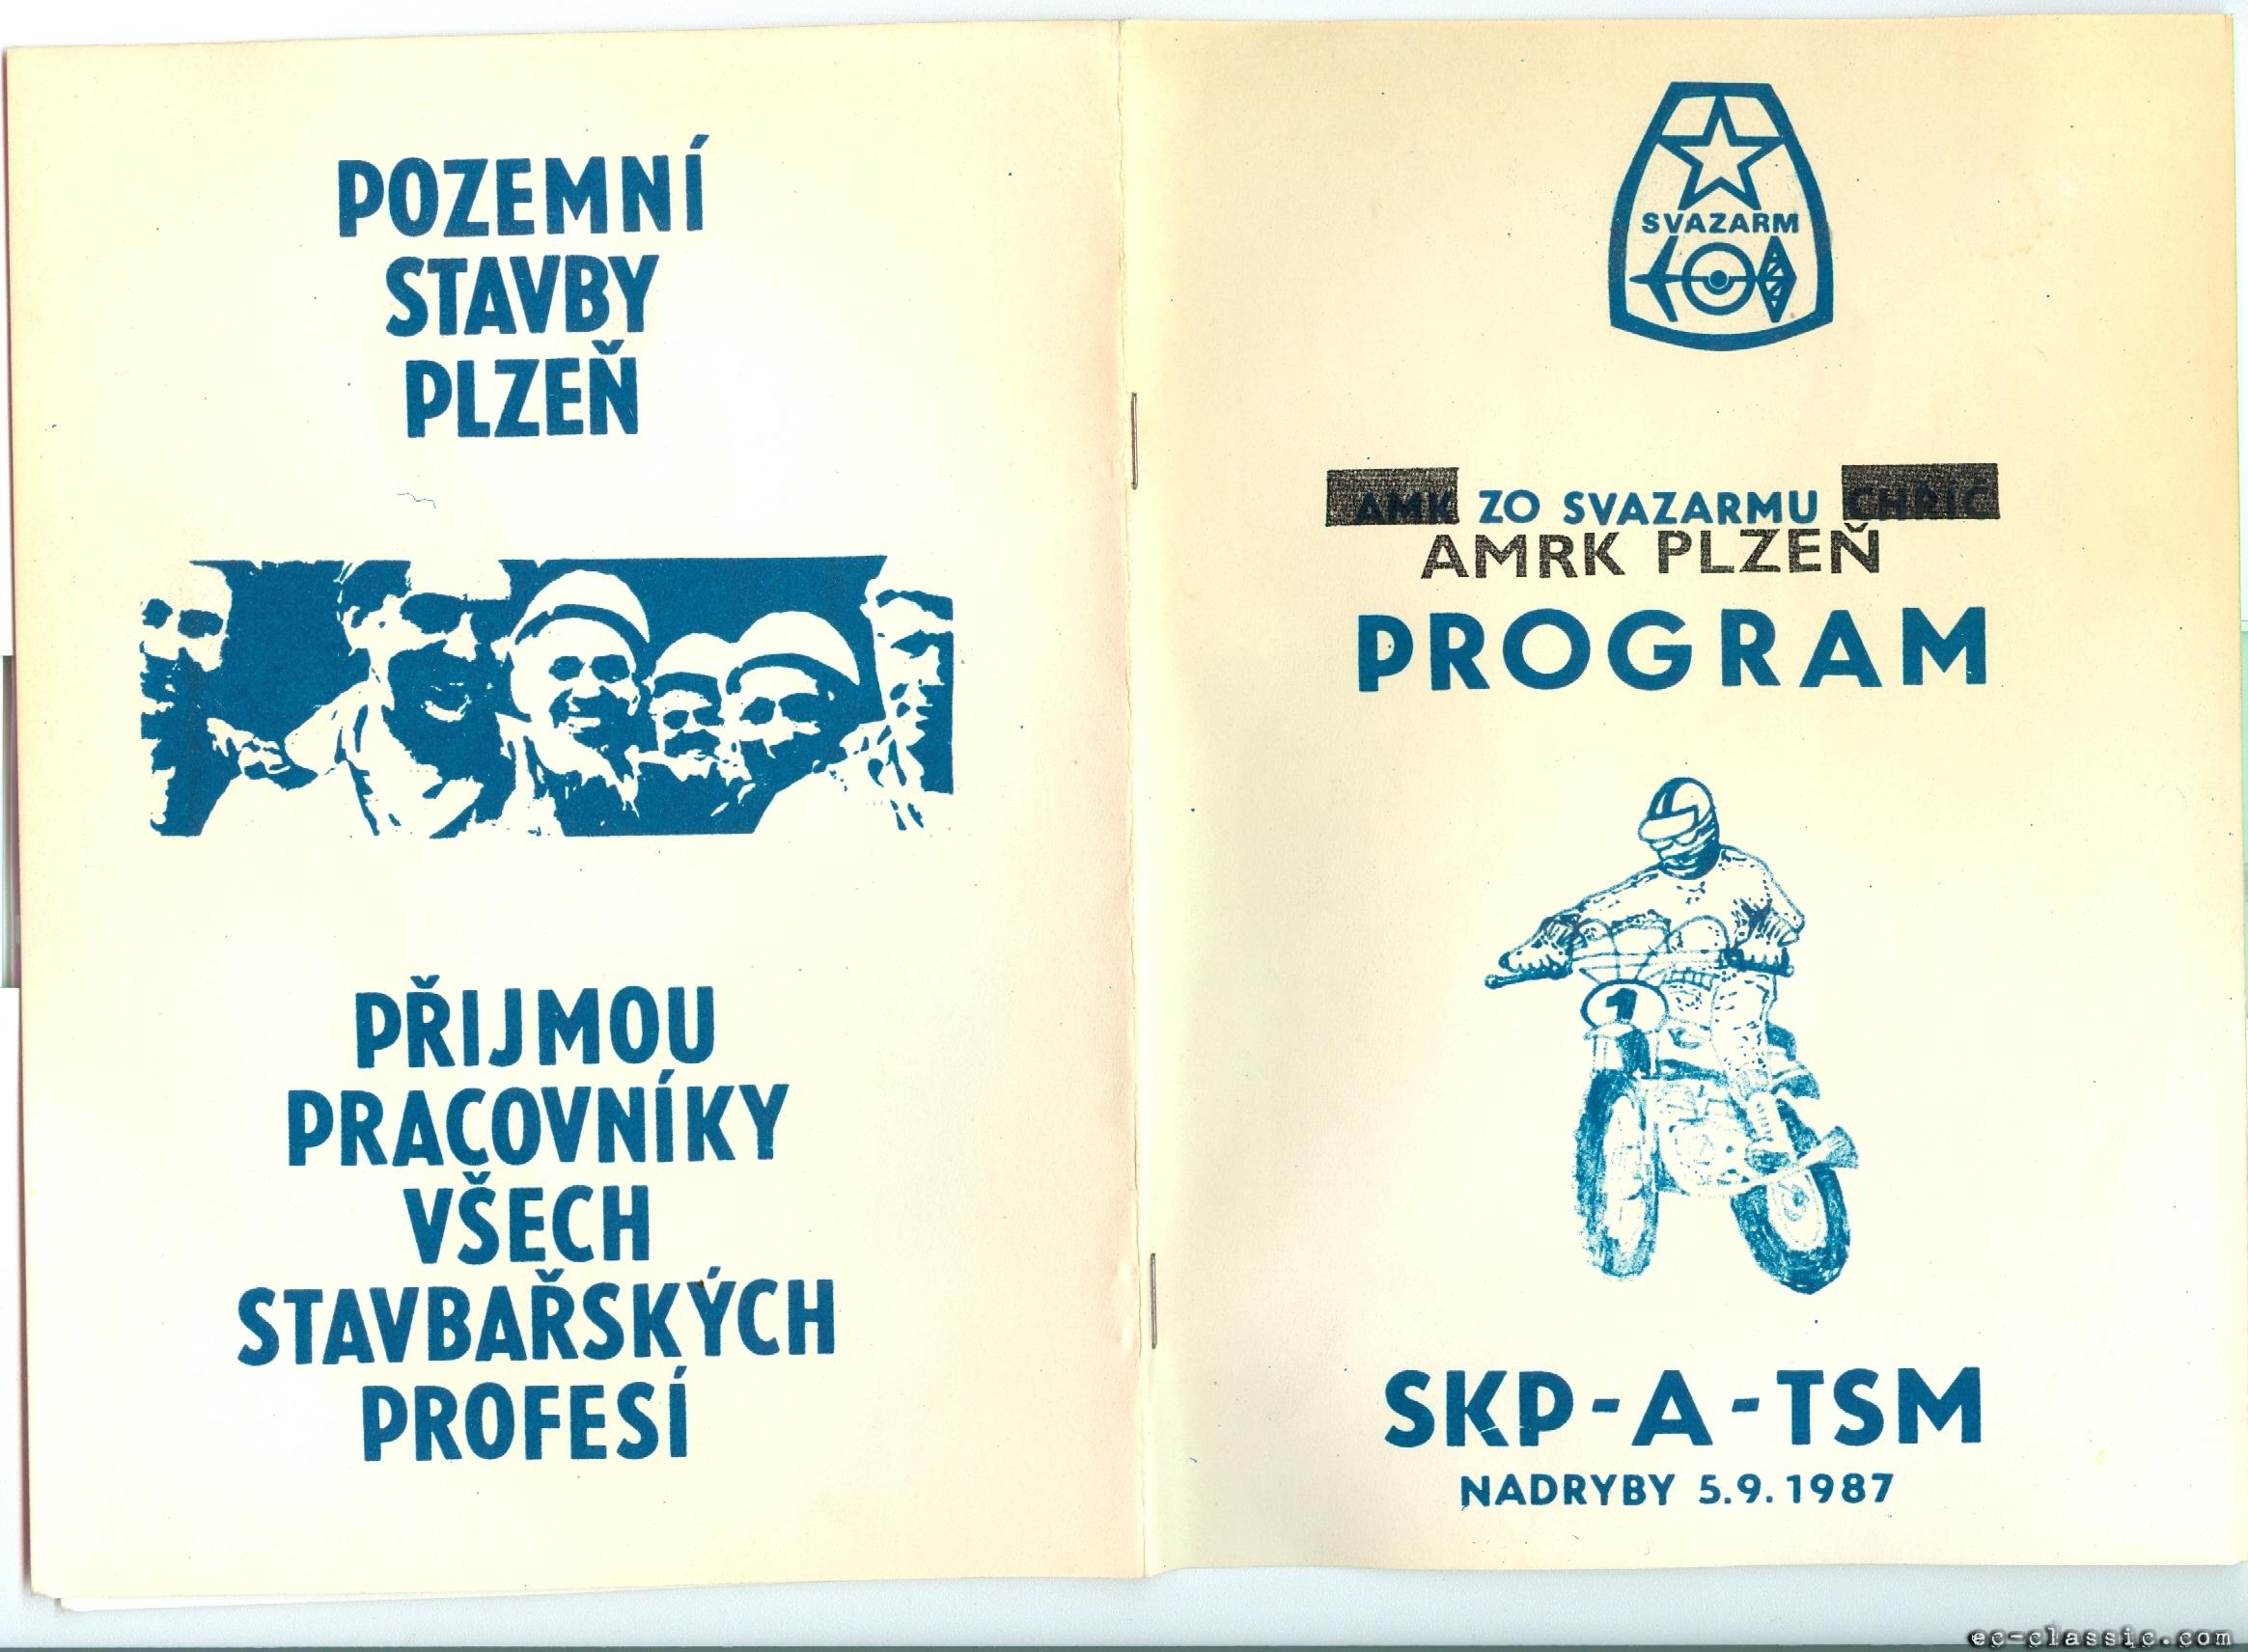 POZEMNÍ
STAVBY
PLZEŇ
PŘIJMOU
PRACOVNÍKY
VŠECH
STAVBAŘSKÝCH
PROFESÍ
SVAZARM
AMK ZO SVAZARMU CHŘÍČ
AMRK PLZEŇ
PROGRAM
1
SKP-A-TSM
NADRYBY 5.9.1987
ec-classic.com